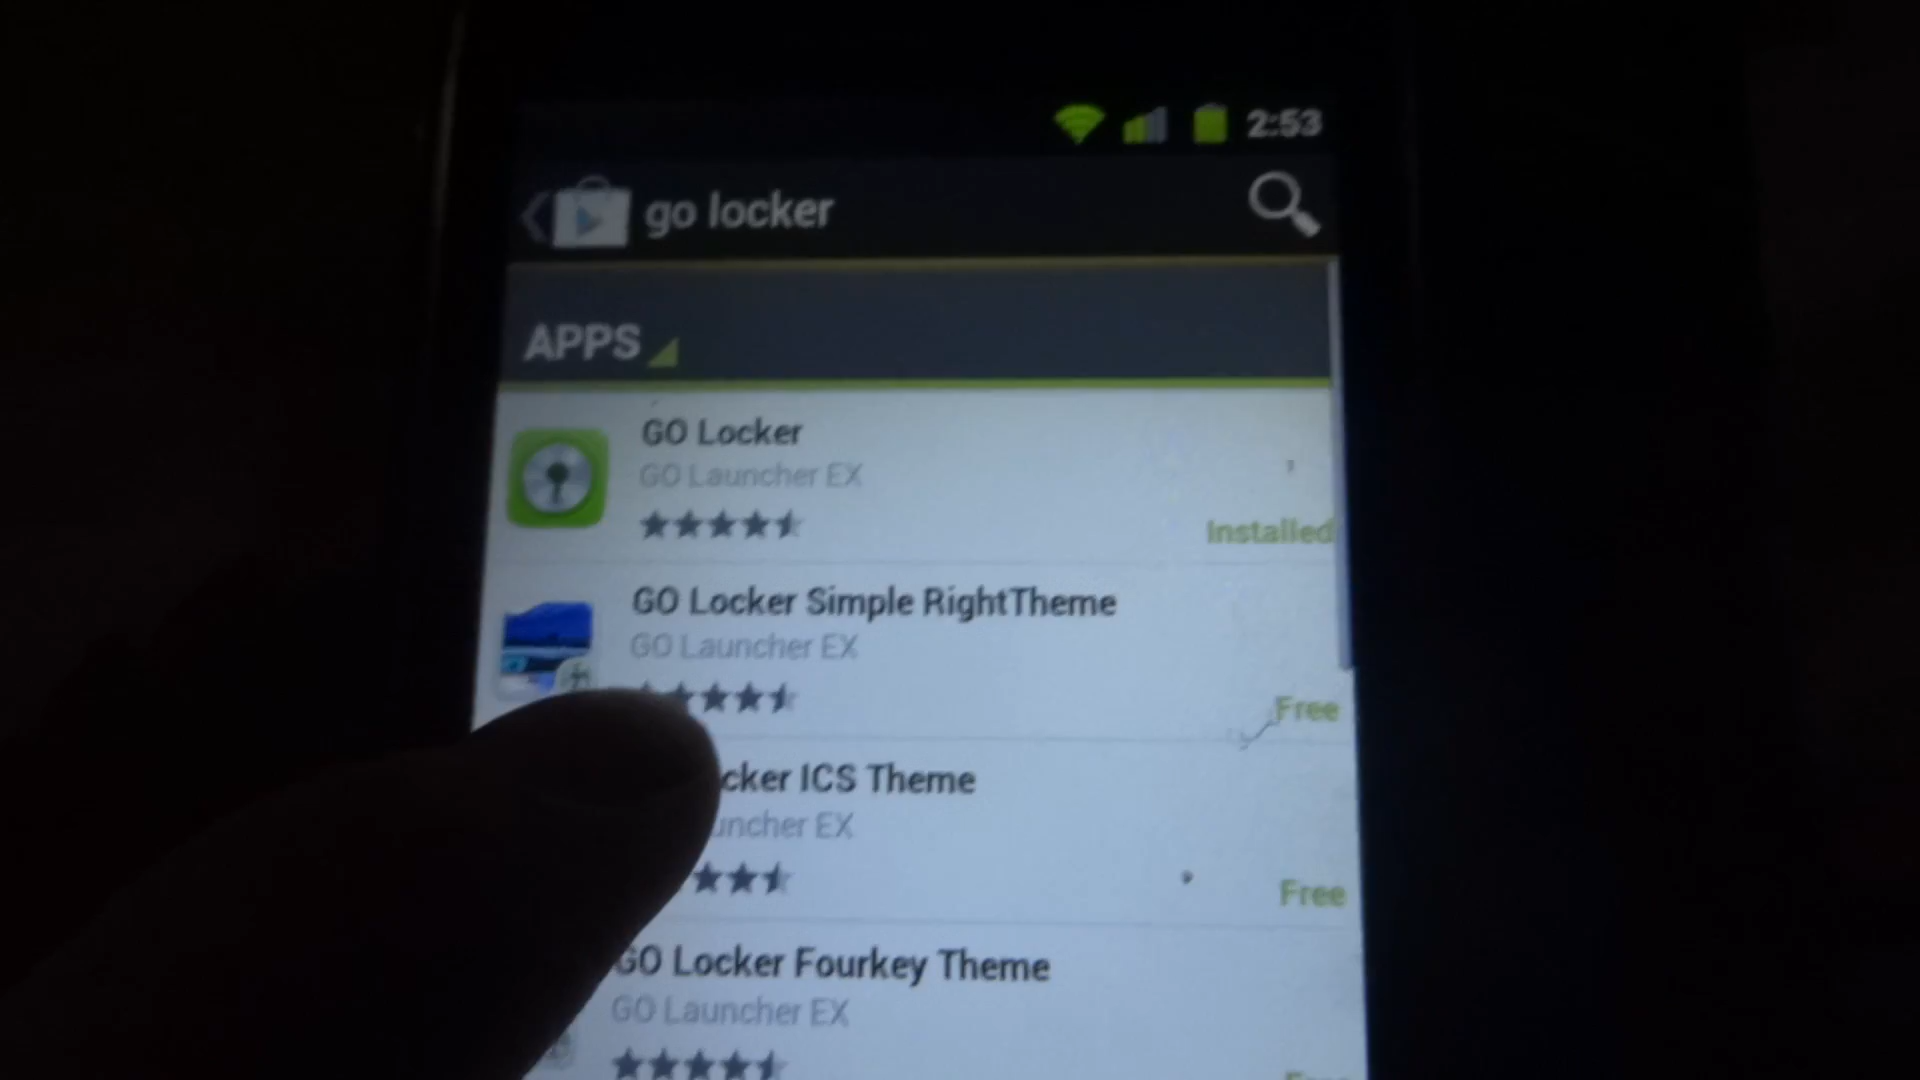 2:53
go locker
APPS
GO Locker
GO Launcher EX
Installed
GO Locker Simple RightTheme
GO Launcher EX
Free
cker ICS Theme
uncher EX
Free
GO Locker Fourkey Theme
GO Launcher EX